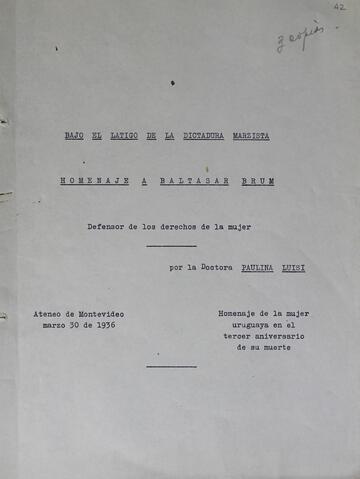 42
3 copias.
BAJO EL LATIGO DE LA DICTADURA MARZISTA
HOMENAJE A BALTASAR BRUM
Defensor de los derechos de la mujer
por la Doctora PAULINA LUISI
Ateneo de Montevideo
marzo 30 de 1936
Homenaje de la mujer
uruguaya en el
tercer aniversario
de su muerte